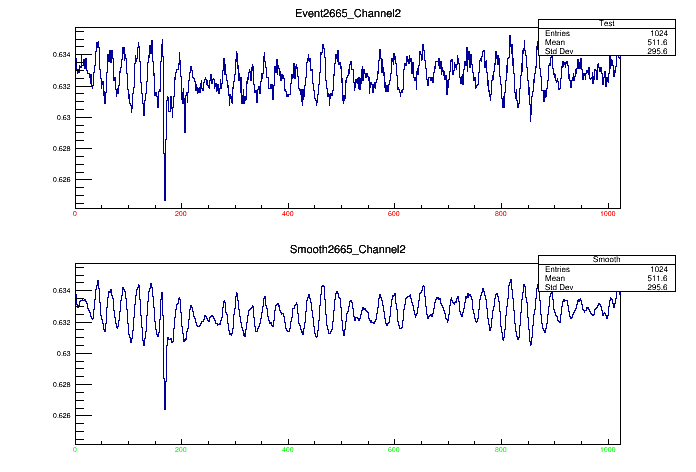 Event2665_Channel2
Test
Entries 1024
Mean 511.6
Std Dev 295.6
0.634
0.632
0.63
0.628
0.626
0 200 400 600 800 1000
Smooth2665_Channel2
Smooth
Entries 1024
Mean 511.6
Std Dev 295.6
0.634
0.632
0.63
0.628
0.626
0 200 400 600 800 1000